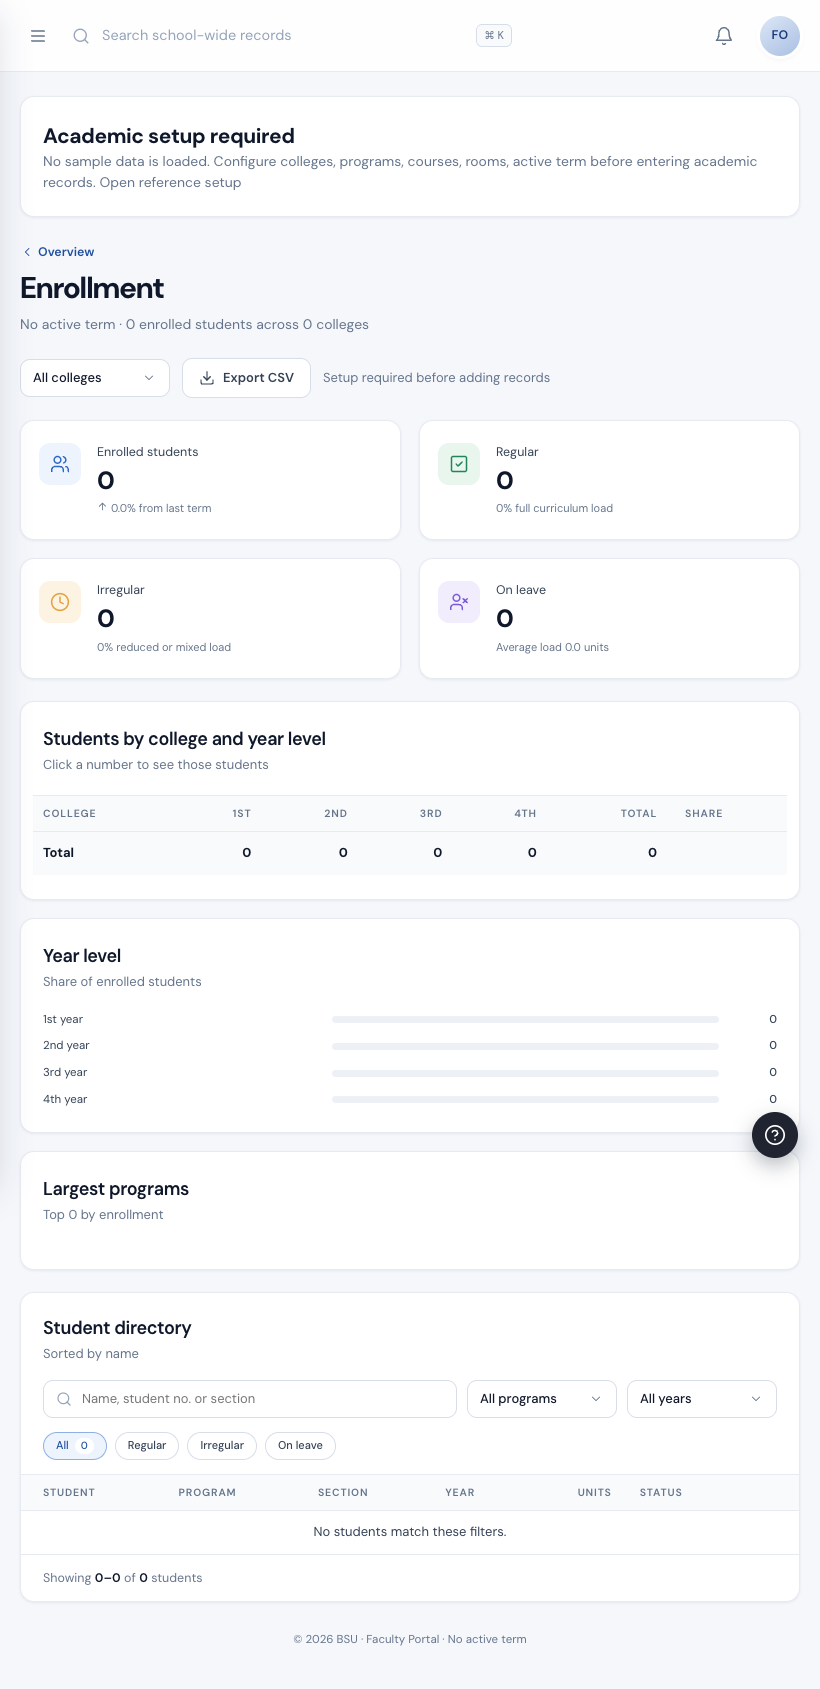 Search school-wide records
⌘ K
FO
Academic setup required
No sample data is loaded. Configure colleges, programs, courses, rooms, active term before entering academic
records. Open reference setup
Overview
Enrollment
No active term · 0 enrolled students across 0 colleges
All colleges
Export CSV
Setup required before adding records
Enrolled students
0
↑ 0.0% from last term
Regular
0
0% full curriculum load
Irregular
0
0% reduced or mixed load
On leave
0
Average load 0.0 units
Students by college and year level
Click a number to see those students
COLLEGE 1ST 2ND 3RD 4TH TOTAL SHARE
Total 0 0 0 0 0
Year level
Share of enrolled students
1st year 0
2nd year 0
3rd year 0
4th year 0
Largest programs
Top 0 by enrollment
Student directory
Sorted by name
Name, student no. or section
All programs
All years
All 0
Regular
Irregular
On leave
STUDENT PROGRAM SECTION YEAR UNITS STATUS
No students match these filters.
Showing 0–0 of 0 students
© 2026 BSU · Faculty Portal · No active term